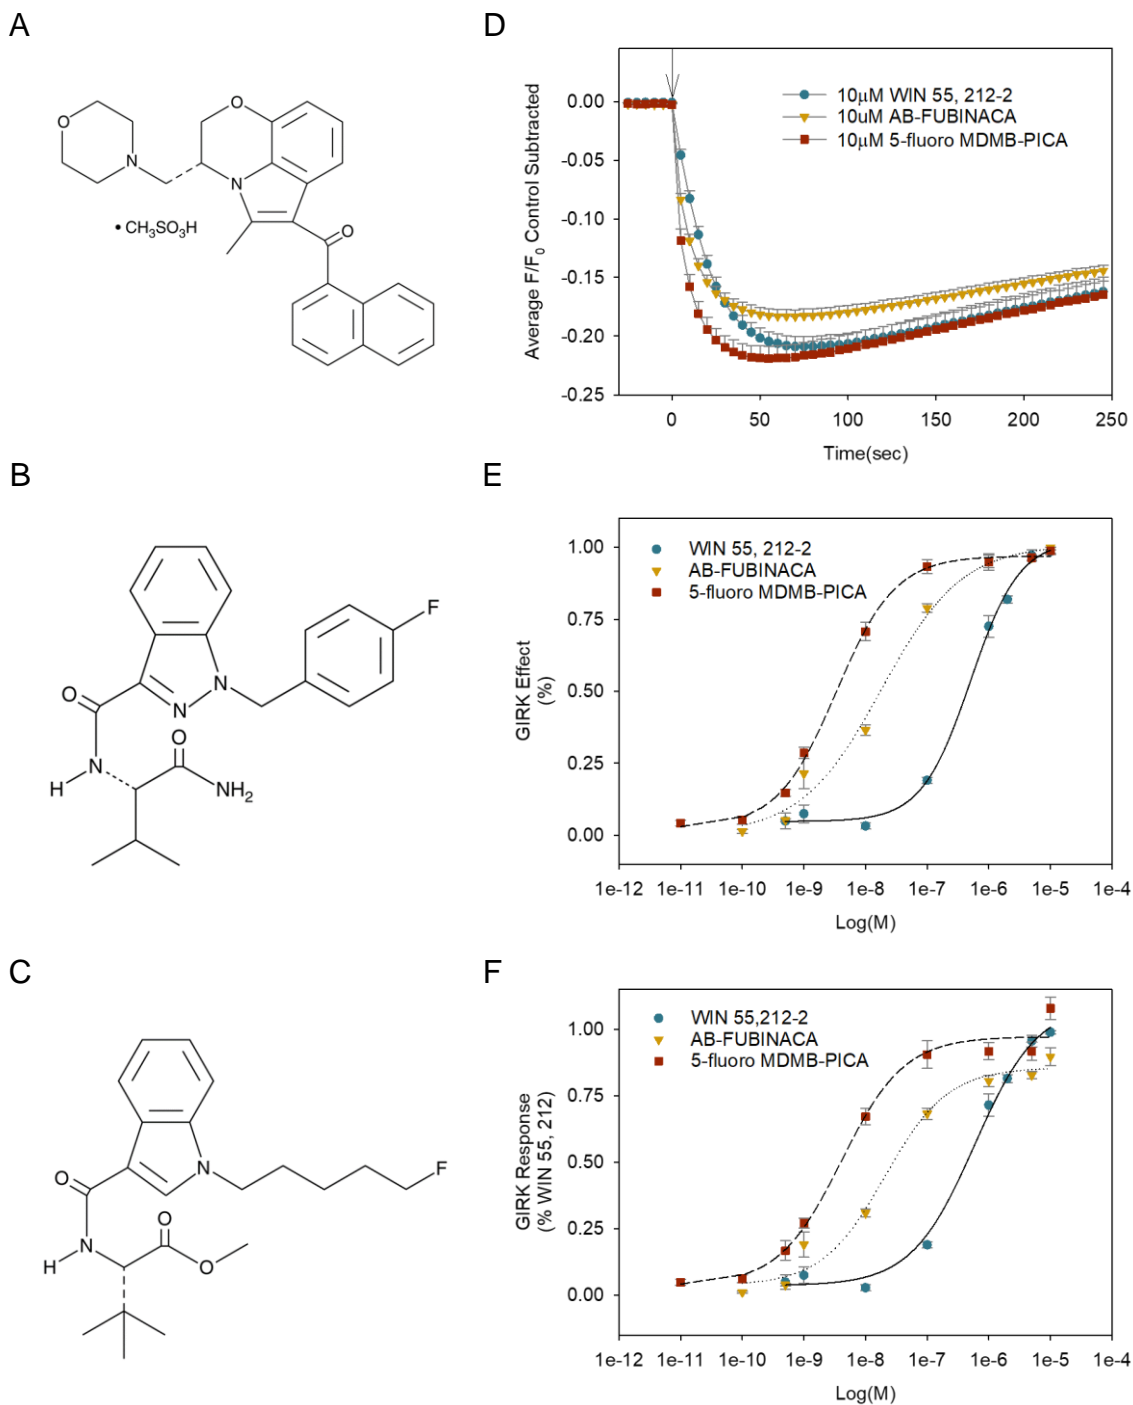 A
O
O
N
N
• CH3SO3H
O
D
10µM WIN 55, 212-2
10uM AB-FUBINACA
10µM 5-fluoro MDMB-PICA
Average F/F0 Control Subtracted
0.00
-0.05
-0.10
-0.15
-0.20
-0.25
0
50
100
150
200
250
Time(sec)
B
F
N
N
O
O
N
H
NH2
E
WIN 55, 212-2
AB-FUBINACA
5-fluoro MDMB-PICA
GIRK Effect
(%)
1.00
0.75
0.50
0.25
0.00
1e-12
1e-11
1e-10
1e-9
1e-8
1e-7
1e-6
1e-5
1e-4
Log(M)
C
N
F
O
O
N
H
O
F
WIN 55,212-2
AB-FUBINACA
5-fluoro MDMB-PICA
GIRK Response
(% WIN 55, 212)
1.00
0.75
0.50
0.25
0.00
1e-12
1e-11
1e-10
1e-9
1e-8
1e-7
1e-6
1e-5
1e-4
Log(M)